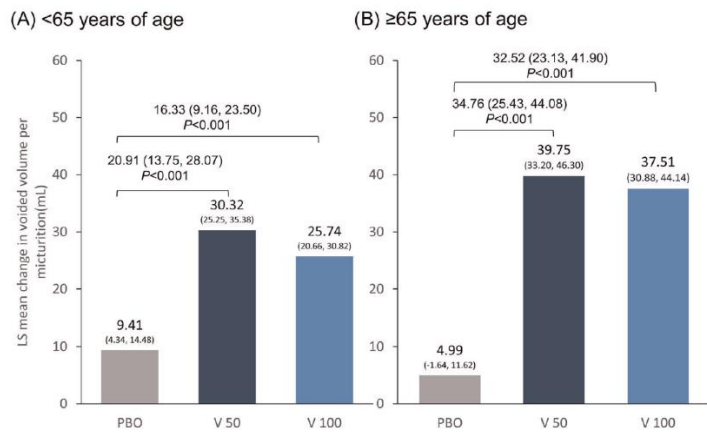 (A) <65 years of age
LS mean change in voided volume per
micturition(mL)
60
50
40
30
20
10
0
16.33 (9.16, 23.50)
P<0.001
20.91 (13.75, 28.07)
P<0.001
9.41
(4.34, 14.48)
30.32
(25.25, 35.38)
25.74
(20.66, 30.82)
PBO
V 50
V 100
(B) ≥65 years of age
60
50
40
30
20
10
0
32.52 (23.13, 41.90)
P<0.001
34.76 (25.43, 44.08)
P<0.001
4.99
(-1.64, 11.62)
39.75
(33.20, 46.30)
37.51
(30.88, 44.14)
PBO
V 50
V 100